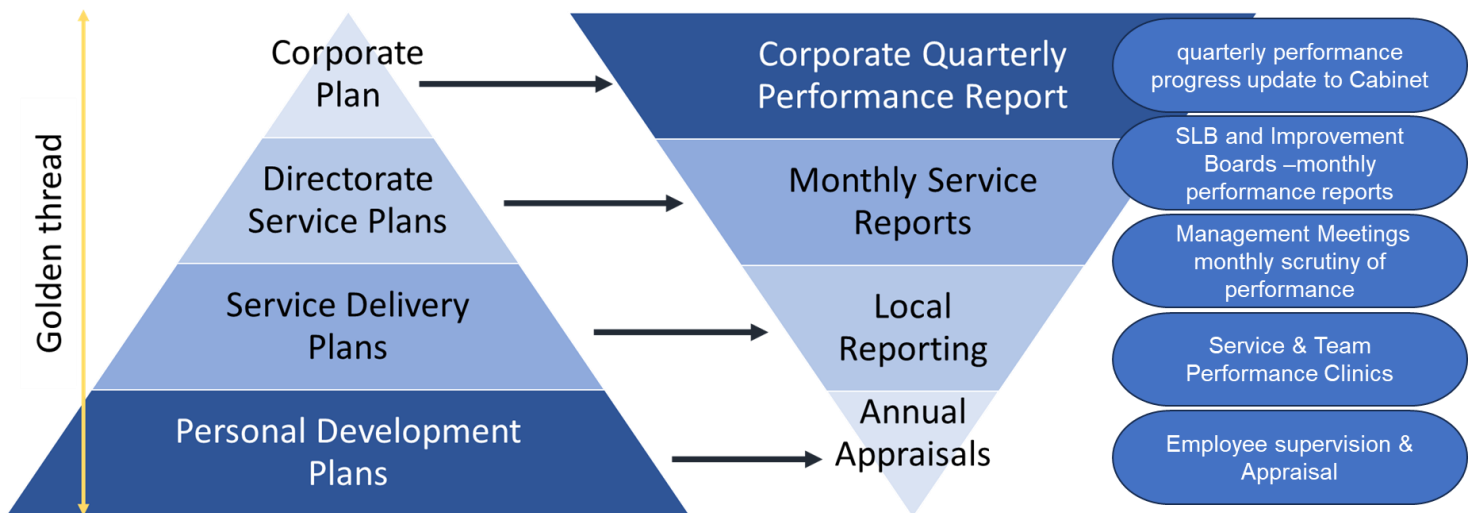 Golden thread
Corporate
Plan
Directorate
Service Plans
Service Delivery
Plans
Personal Development
Plans
Corporate Quarterly
Performance Report
Monthly Service
Reports
Local
Reporting
Annual
Appraisals
quarterly performance
progress update to Cabinet
SLB and Improvement
Boards –monthly
performance reports
Management Meetings
monthly scrutiny of
performance
Service & Team
Performance Clinics
Employee supervision &
Appraisal